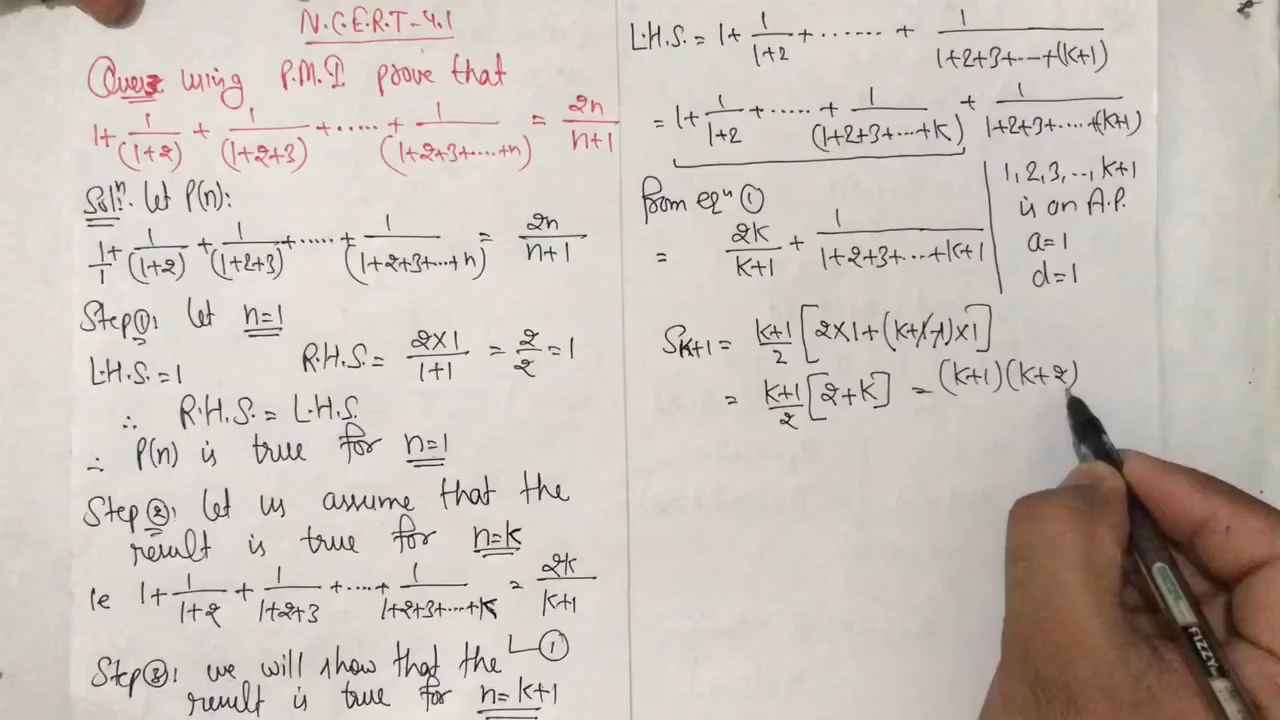 N.C.E.R.T-4.1
Ques3 using P.M.I prove that
1+ 1/(1+2) + 1/(1+2+3) +.....+ 1/(1+2+3+....+n) = 2n/n+1
Solⁿ. let P(n):
1/1 + 1/(1+2) + 1/(1+2+3) +.....+ 1/(1+2+3+...+n) = 2n/n+1
Step①: let n=1
L.H.S.=1 R.H.S.= 2×1/1+1 = 2/2 =1
∴ R.H.S.= L.H.S.
∴ P(n) is true for n=1
Step②: let us assume that the
result is true for n=k
ie 1+ 1/1+2 + 1/1+2+3 +....+ 1/1+2+3+...+k = 2k/k+1
①
Step③: we will show that the
result is true for n=k+1
L.H.S.= 1+ 1/1+2 +......+ 1/1+2+3+...+(k+1)
= 1+ 1/1+2 +.....+ 1/(1+2+3+...+k) + 1/1+2+3+....+(k+1)
from eqⁿ ①
= 2k/k+1 + 1/1+2+3+...+k+1
1,2,3,..,k+1
is an A.P.
a=1
d=1
Sk+1 = k+1/2 [2×1+(k+1-1)×1]
= k+1/2 [2+k] = (k+1)(k+2)
FIZZY